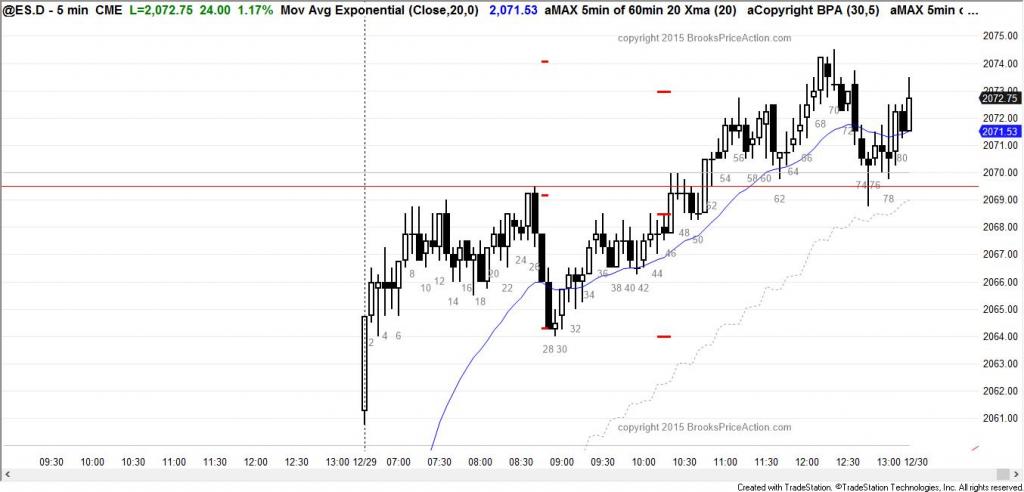 @ES.D - 5 min CME L=2,072.75 24.00 1.17% Mov Avg Exponential (Close,20,0) 2,071.53 aMAX 5min of 60min 20 Xma (20) aCopyright BPA (30,5) aMAX 5min c ...
copyright 2015 BrooksPriceAction.com
2075.00
2074.00
2073.00
2072.75
2072.00
2071.53
2071.00
2070.00
2069.00
2068.00
2067.00
2066.00
2065.00
2064.00
2063.00
2062.00
2061.00
2 4 6 8 10 12 14 16 18 20 22 24 26 28 30 32 34 36 38 40 42 44 46 48 50 52 54 56 58 60 62 64 66 68 70 72 74 76 78 80
copyright 2015 BrooksPriceAction.com
09:30 10:00 10:30 11:00 11:30 12:00 12:30 13:00 12/29 07:00 07:30 08:00 08:30 09:00 09:30 10:00 10:30 11:00 11:30 12:00 12:30 13:00 12/30
Created with TradeStation. ©TradeStation Technologies, Inc. All rights reserved.